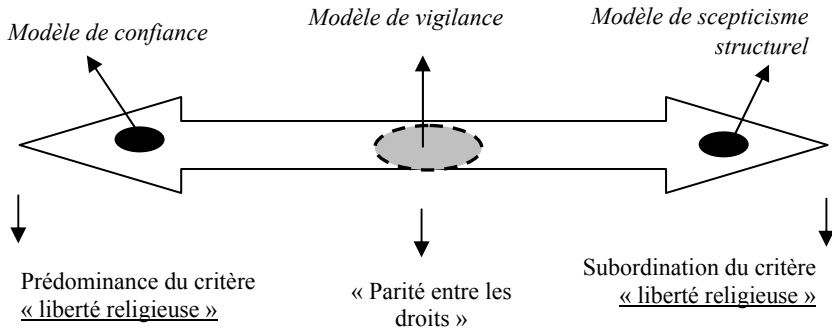 Modèle de confiance
Modèle de vigilance
Modèle de scepticisme
structurel
Prédominance du critère
« liberté religieuse »
« Parité entre les
droits »
Subordination du critère
« liberté religieuse »